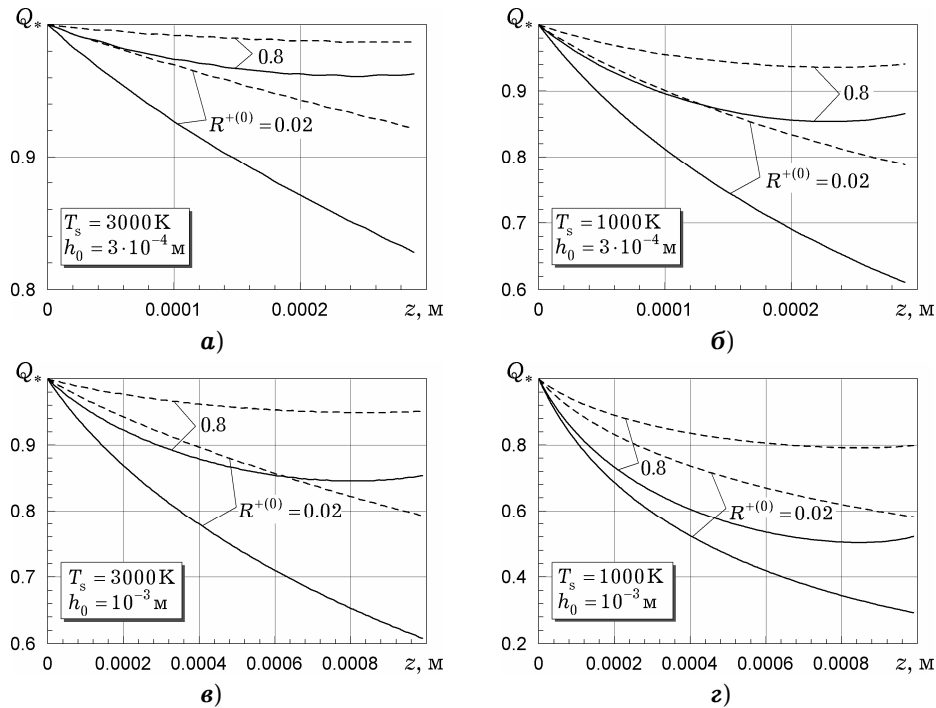 Q*
0.8
R⁺⁽⁰⁾ = 0.02
0.9
Tₛ = 3000 К
h₀ = 3·10⁻⁴ м
0.8
0 0.0001 0.0002 z, м
а)
Q*
0.9
0.8
0.8
R⁺⁽⁰⁾ = 0.02
0.7
Tₛ = 1000 К
h₀ = 3·10⁻⁴ м
0.6
0 0.0001 0.0002 z, м
б)
Q*
0.9
0.8
0.8
R⁺⁽⁰⁾ = 0.02
0.7
Tₛ = 3000 К
h₀ = 10⁻³ м
0.6
0 0.0002 0.0004 0.0006 0.0008 z, м
в)
Q*
0.8
0.8
0.6
R⁺⁽⁰⁾ = 0.02
0.4
Tₛ = 1000 К
h₀ = 10⁻³ м
0.2
0 0.0002 0.0004 0.0006 0.0008 z, м
г)